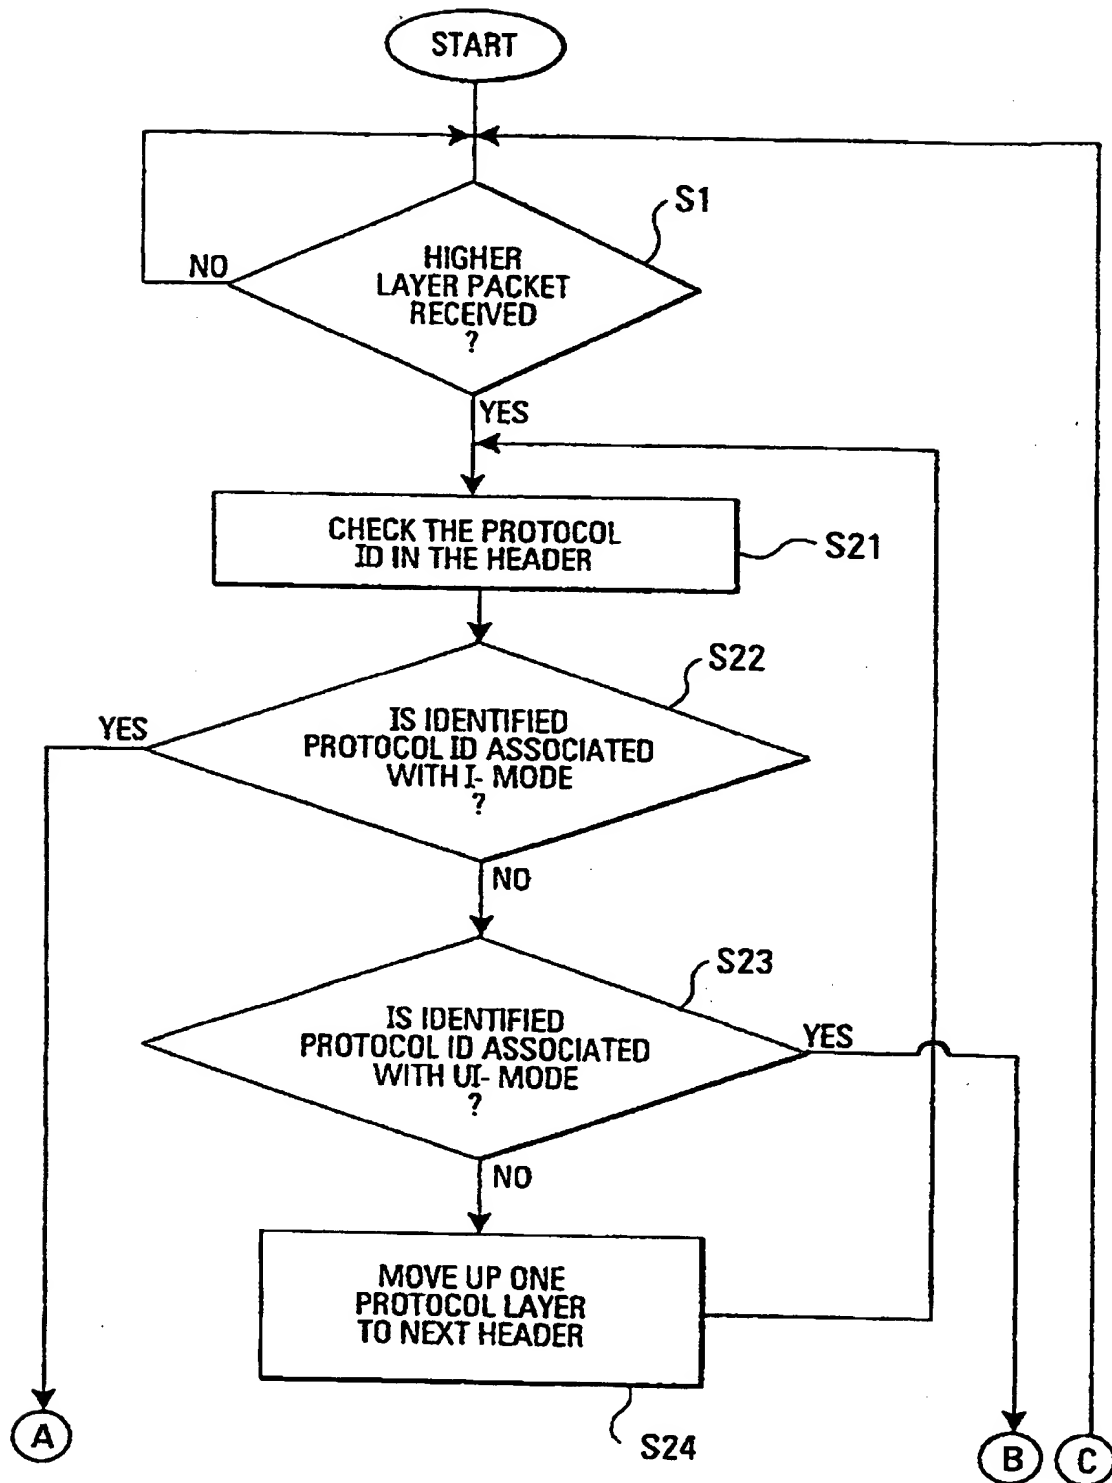 START
S1
NO
HIGHER
LAYER PACKET
RECEIVED
?
YES
CHECK THE PROTOCOL
ID IN THE HEADER
S21
S22
YES
IS IDENTIFIED
PROTOCOL ID ASSOCIATED
WITH I- MODE
?
NO
S23
IS IDENTIFIED
PROTOCOL ID ASSOCIATED
WITH UI- MODE
?
YES
NO
MOVE UP ONE
PROTOCOL LAYER
TO NEXT HEADER
S24
A
B
C